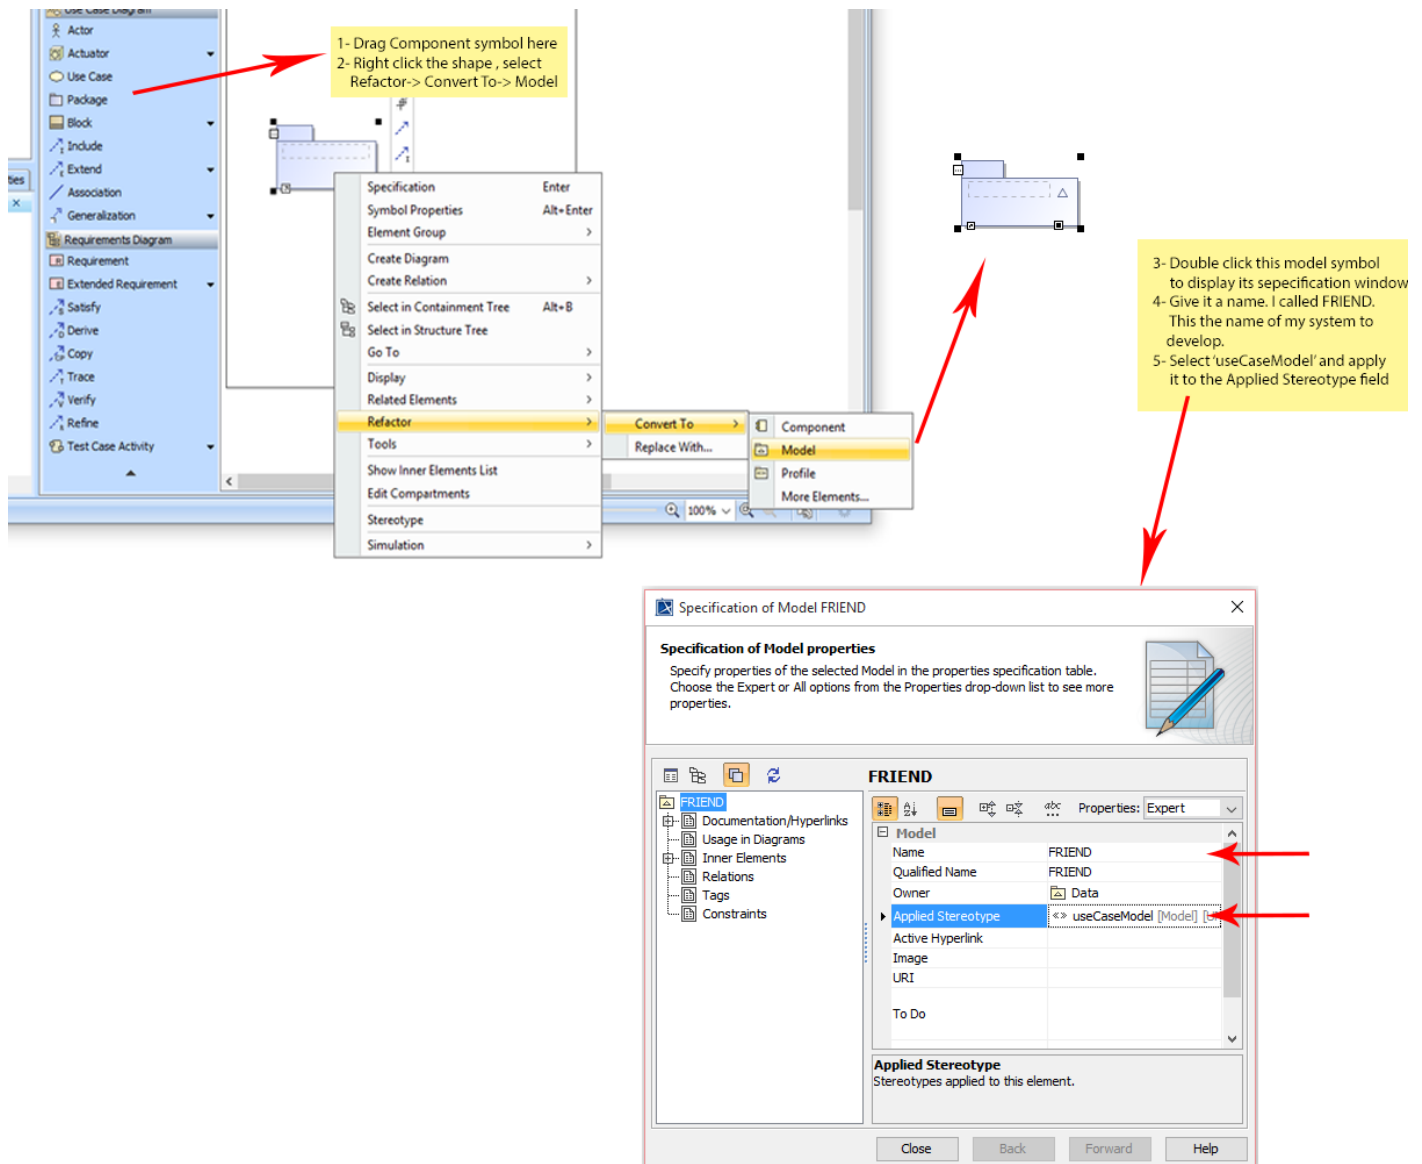 Use Case Diagram
Actor
Actuator
Use Case
Package
Block
Include
Extend
Association
Generalization
Requirements Diagram
Requirement
Extended Requirement
Satisfy
Derive
Copy
Trace
Verify
Refine
Test Case Activity
ties
1- Drag Component symbol here
2- Right click the shape , select
Refactor-> Convert To-> Model
Specification Enter
Symbol Properties Alt+Enter
Element Group
Create Diagram
Create Relation
Select in Containment Tree Alt+B
Select in Structure Tree
Go To
Display
Related Elements
Refactor
Tools
Show Inner Elements List
Edit Compartments
Stereotype
Simulation
Convert To
Replace With...
Component
Model
Profile
More Elements...
100%
3- Double click this model symbol
to display its sepecification window
4- Give it a name. I called FRIEND.
This the name of my system to
develop.
5- Select 'useCaseModel' and apply
it to the Applied Stereotype field
Specification of Model FRIEND
Specification of Model properties
Specify properties of the selected Model in the properties specification table.
Choose the Expert or All options from the Properties drop-down list to see more
properties.
FRIEND
Documentation/Hyperlinks
Usage in Diagrams
Inner Elements
Relations
Tags
Constraints
FRIEND
Properties: Expert
Model
Name FRIEND
Qualified Name FRIEND
Owner Data
Applied Stereotype «» useCaseModel [Model]
Active Hyperlink
Image
URI
To Do
Applied Stereotype
Stereotypes applied to this element.
Close Back Forward Help